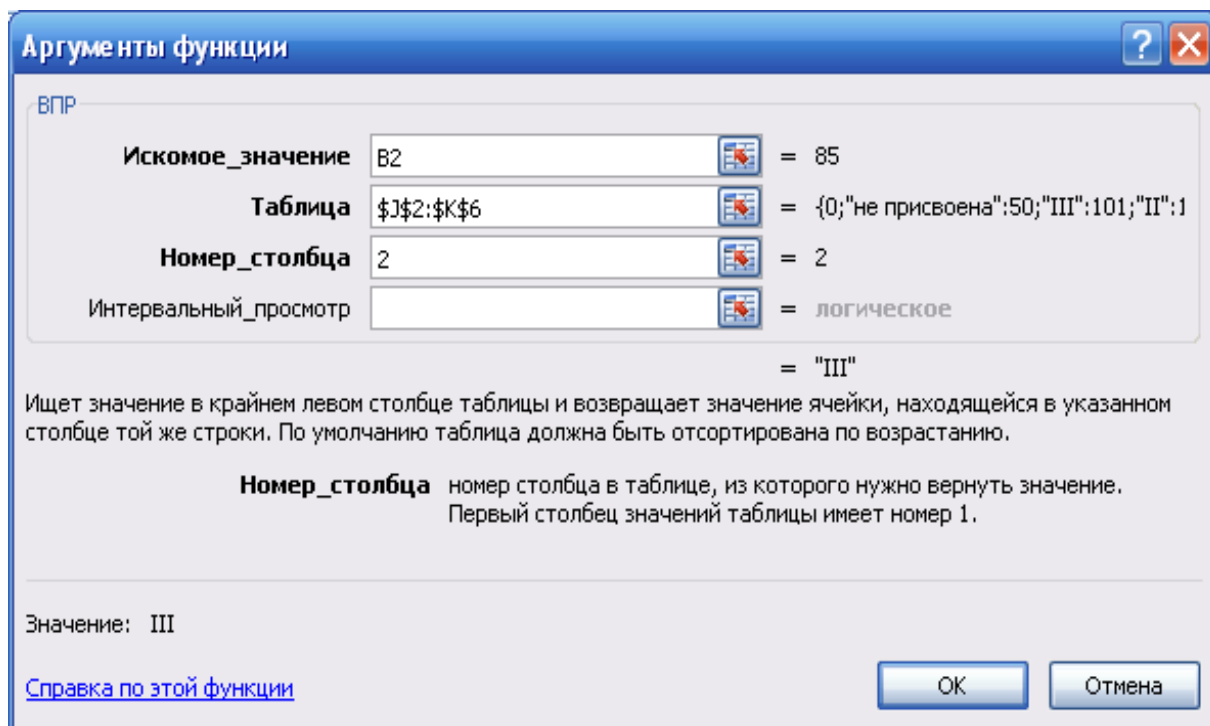 Аргументы функции
ВПР
Искомое_значение B2 = 85
Таблица $J$2:$K$6 = {0;"не присвоена":50;"III":101;"II":1
Номер_столбца 2 = 2
Интервальный_просмотр = логическое
= "III"
Ищет значение в крайнем левом столбце таблицы и возвращает значение ячейки, находящейся в указанном
столбце той же строки. По умолчанию таблица должна быть отсортирована по возрастанию.
Номер_столбца номер столбца в таблице, из которого нужно вернуть значение.
Первый столбец значений таблицы имеет номер 1.
Значение: III
Справка по этой функции OK Отмена